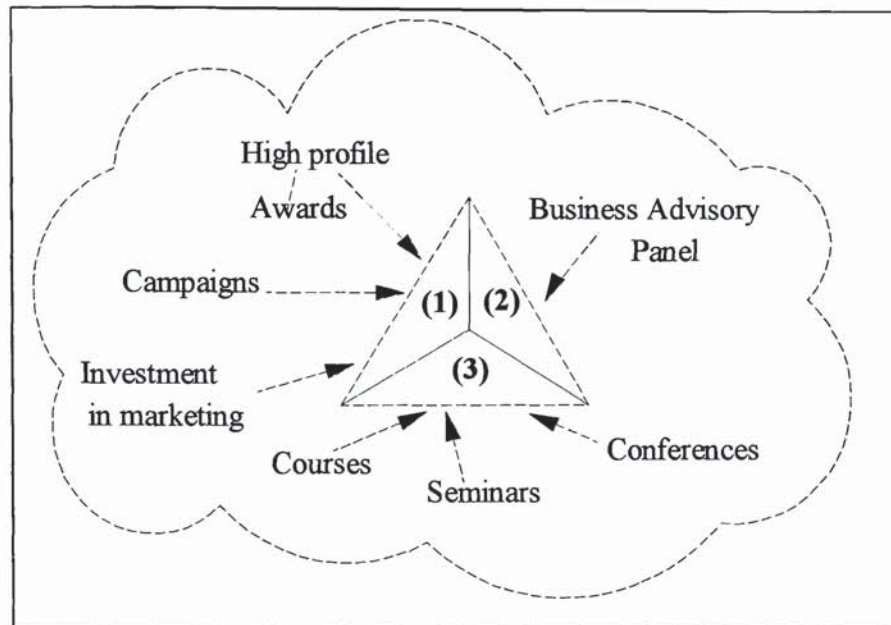 High profile
Awards
Business Advisory
Panel
Campaigns
(1)
(2)
(3)
Investment
in marketing
Courses
Seminars
Conferences